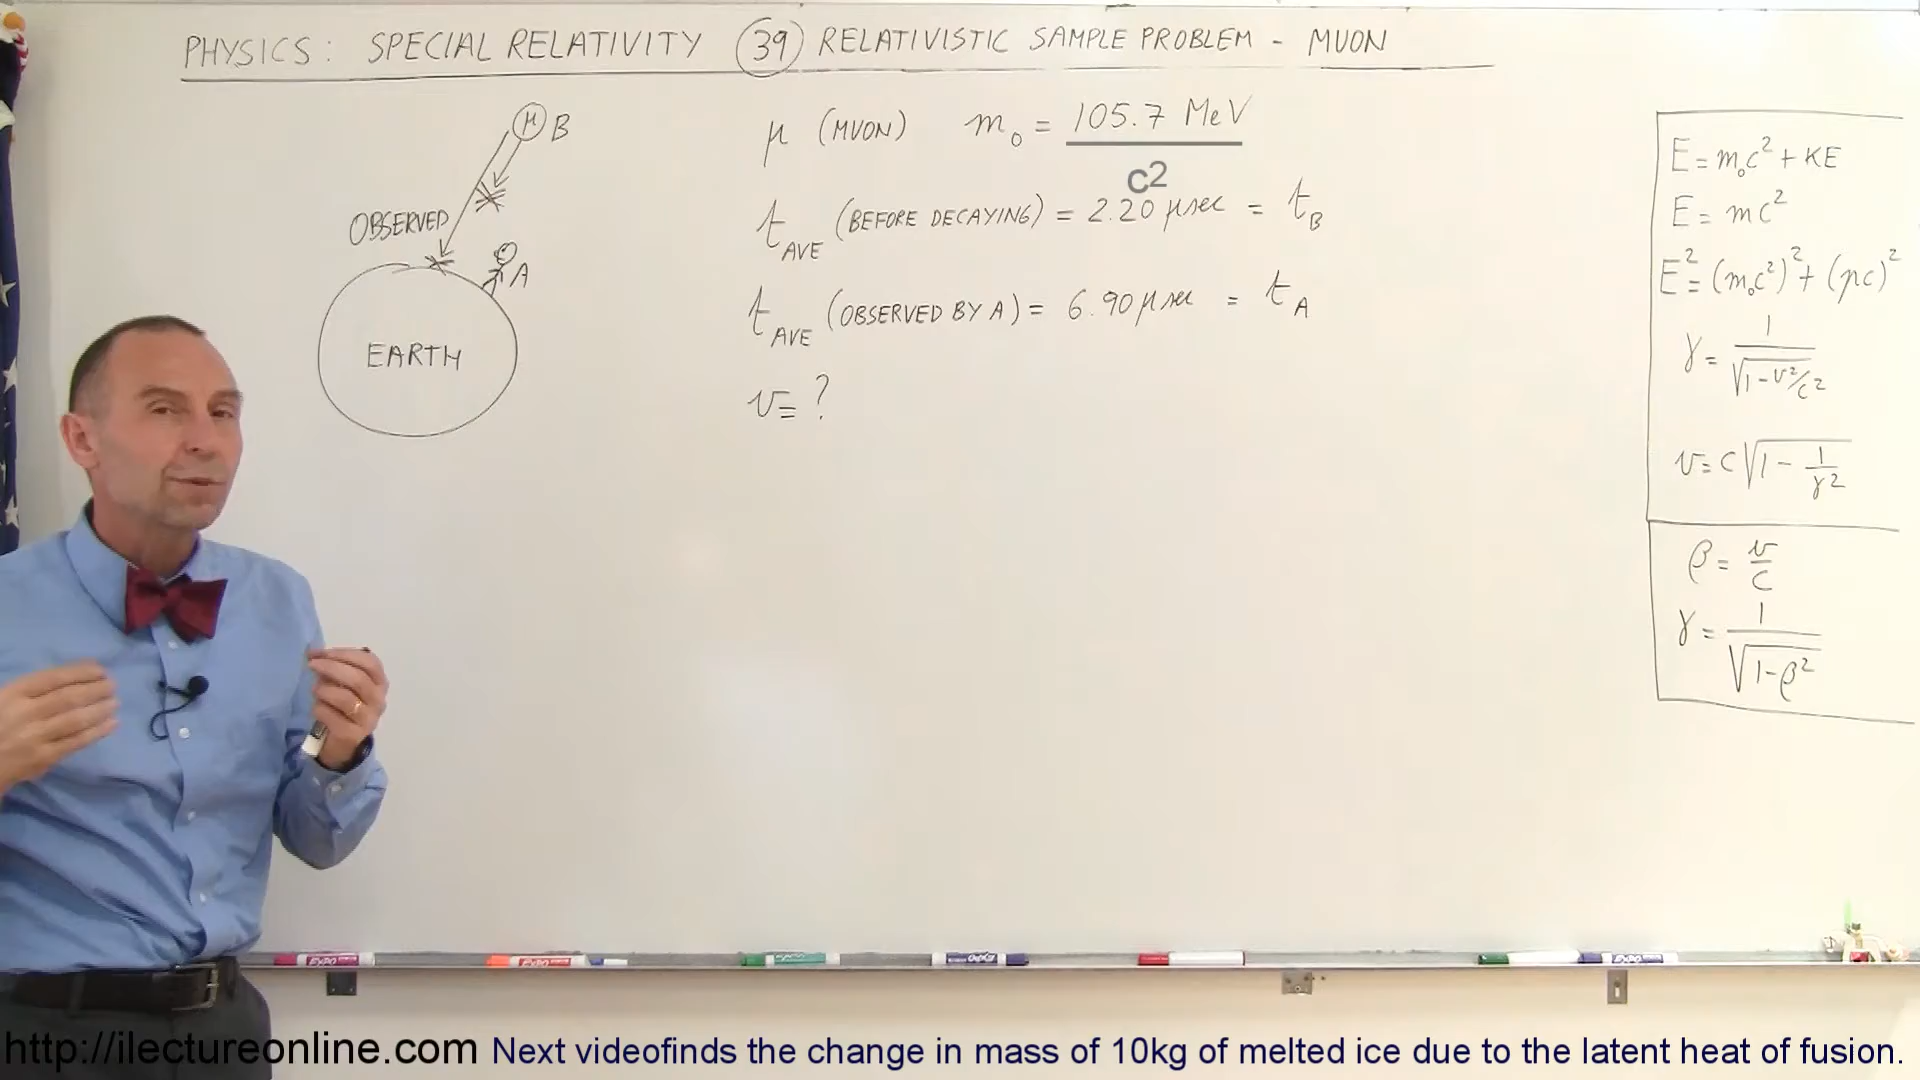 PHYSICS: SPECIAL RELATIVITY 39 RELATIVISTIC SAMPLE PROBLEM - MUON
μ B
OBSERVED
A
EARTH
μ (MUON) m₀ = 105.7 MeV / c2
t_AVE (BEFORE DECAYING) = 2.20 μsec = t_B
t_AVE (OBSERVED BY A) = 6.90 μsec = t_A
v = ?
E = m₀c² + KE
E = mc²
E² = (m₀c²)² + (pc)²
γ = 1 / √1 - v²/c²
v = c √1 - 1/γ²
β = v/c
γ = 1 / √1-β²
EXPO
EXPO
EXPO
http://ilectureonline.com Next videofinds the change in mass of 10kg of melted ice due to the latent heat of fusion.